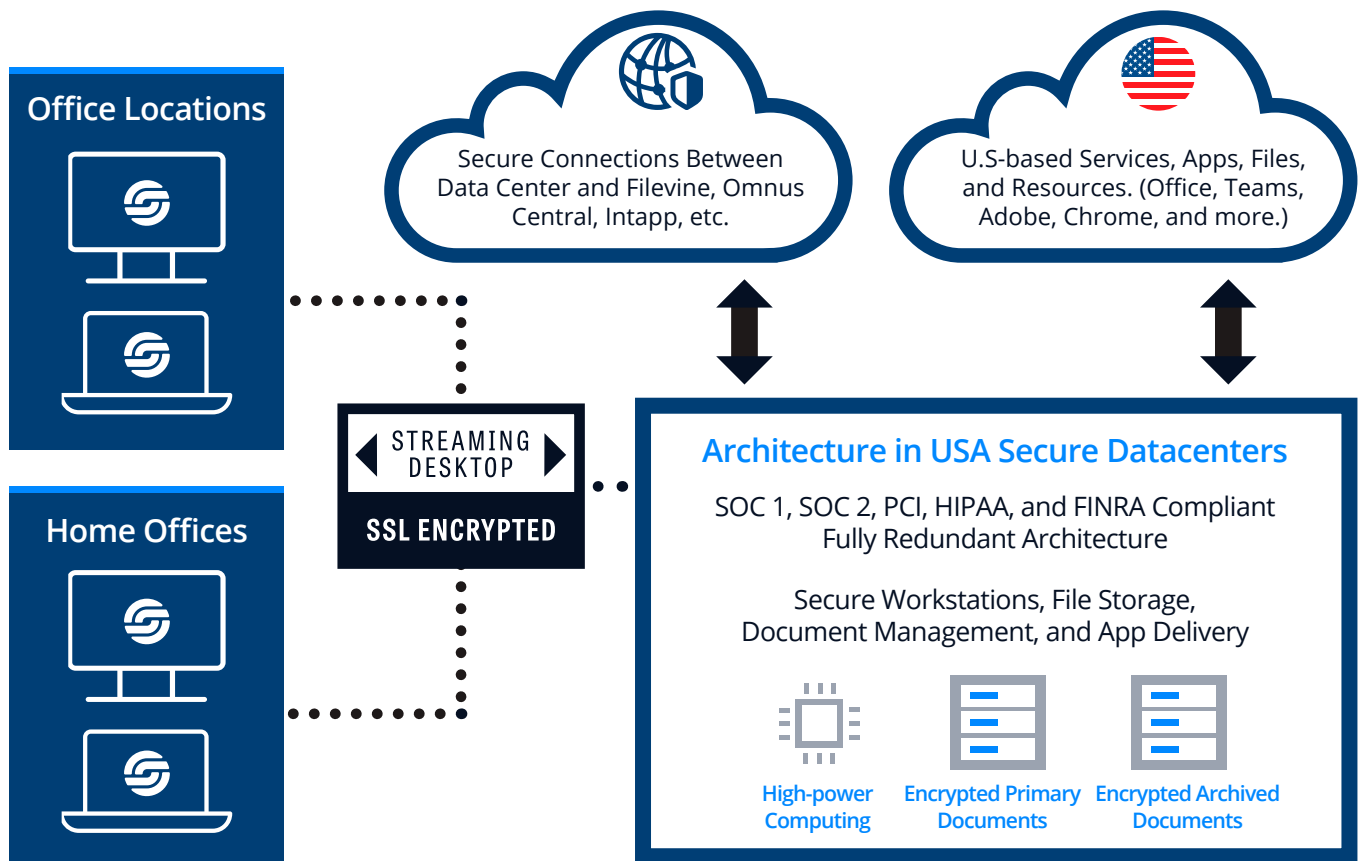 Office Locations
Secure Connections Between
Data Center and Filevine, Omnus
Central, Intapp, etc.
U.S-based Services, Apps, Files,
and Resources. (Office, Teams,
Adobe, Chrome, and more.)
STREAMING
DESKTOP
SSL ENCRYPTED
Home Offices
Architecture in USA Secure Datacenters
SOC 1, SOC 2, PCI, HIPAA, and FINRA Compliant
Fully Redundant Architecture
Secure Workstations, File Storage,
Document Management, and App Delivery
High-power
Computing
Encrypted Primary
Documents
Encrypted Archived
Documents